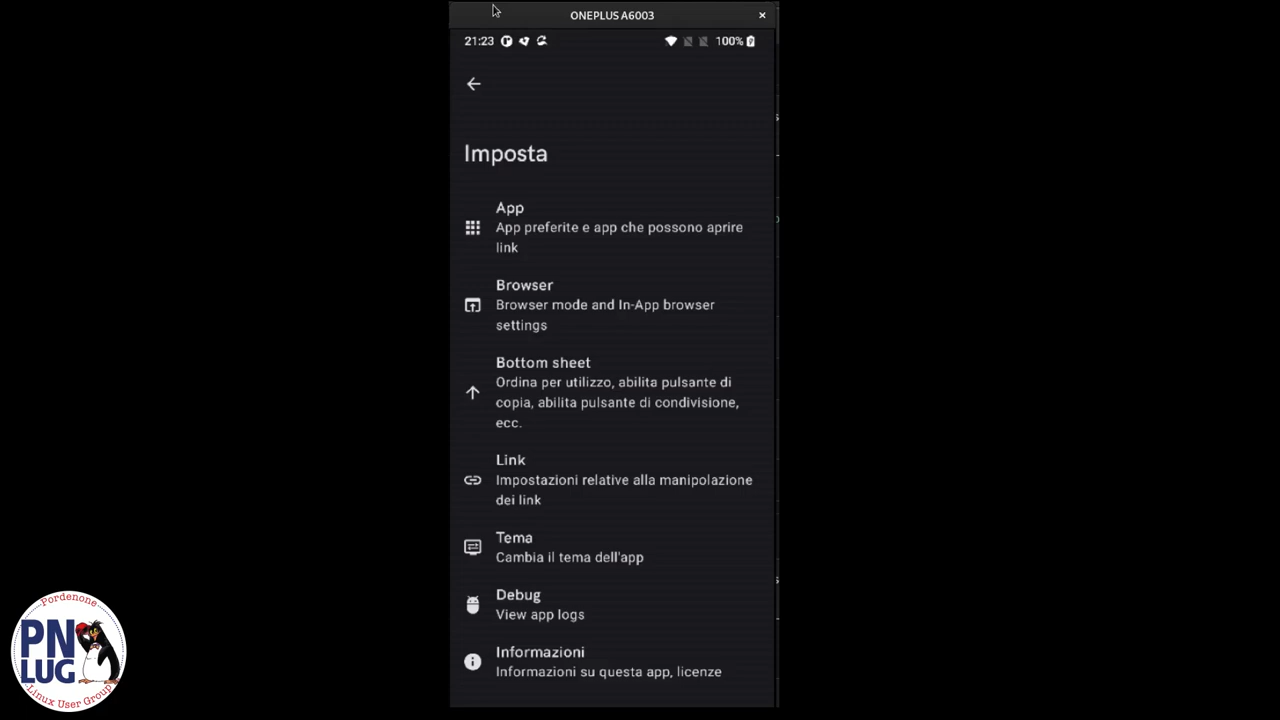 ONEPLUS A6003
21:23
100%
Imposta
App
App preferite e app che possono aprire
link
Browser
Browser mode and In-App browser
settings
Bottom sheet
Ordina per utilizzo, abilita pulsante di
copia, abilita pulsante di condivisione,
ecc.
Link
Impostazioni relative alla manipolazione
dei link
Tema
Cambia il tema dell'app
Debug
View app logs
Informazioni
Informazioni su questa app, licenze
Pordenone
PN
LUG
Linux User Group